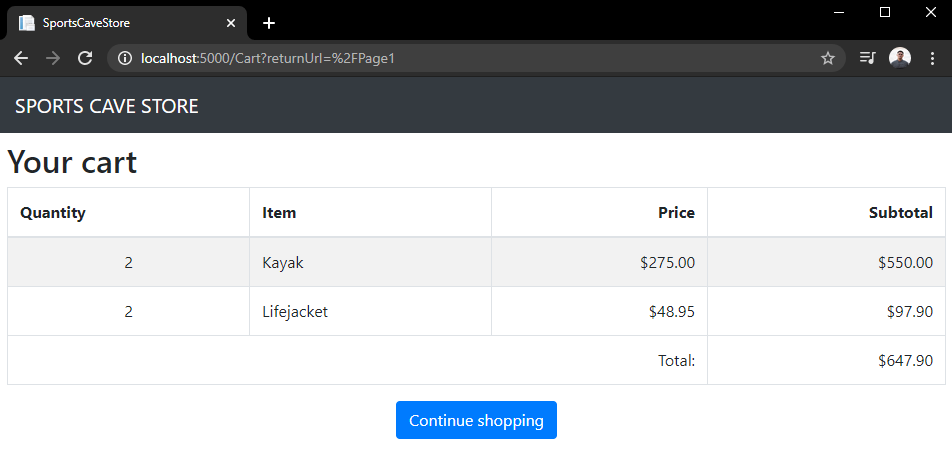 SportsCaveStore
localhost:5000/Cart?returnUrl=%2FPage1
SPORTS CAVE STORE
Your cart
Quantity Item Price Subtotal
2 Kayak $275.00 $550.00
2 Lifejacket $48.95 $97.90
Total: $647.90
Continue shopping